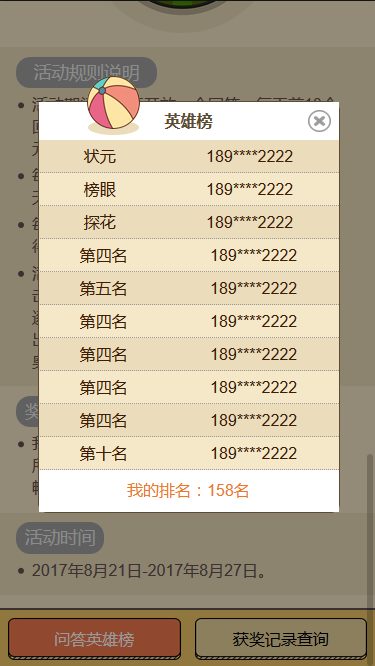 活动规则说明
英雄榜
状元 189****2222
榜眼 189****2222
探花 189****2222
第四名 189****2222
第五名 189****2222
第四名 189****2222
第四名 189****2222
第四名 189****2222
第四名 189****2222
第十名 189****2222
我的排名：158名
活动时间
2017年8月21日-2017年8月27日。
问答英雄榜 获奖记录查询